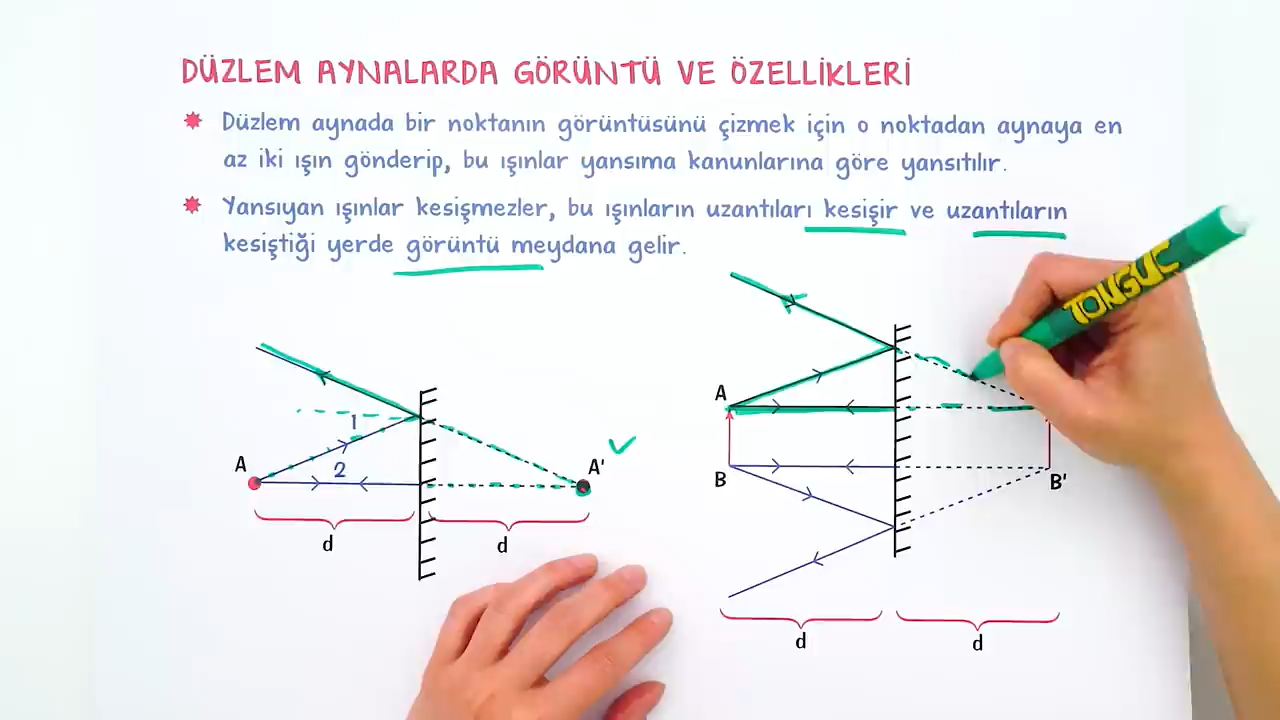 DÜZLEM AYNALARDA GÖRÜNTÜ VE ÖZELLİKLERİ
Düzlem aynada bir noktanın görüntüsünü çizmek için o noktadan aynaya en
az iki ışın gönderip, bu ışınlar yansıma kanunlarına göre yansıtılır.
Yansıyan ışınlar kesişmezler, bu ışınların uzantıları kesişir ve uzantıların
kesiştiği yerde görüntü meydana gelir.
TONGUÇ
A
1
2
A'
d
d
A
B
B'
d
d